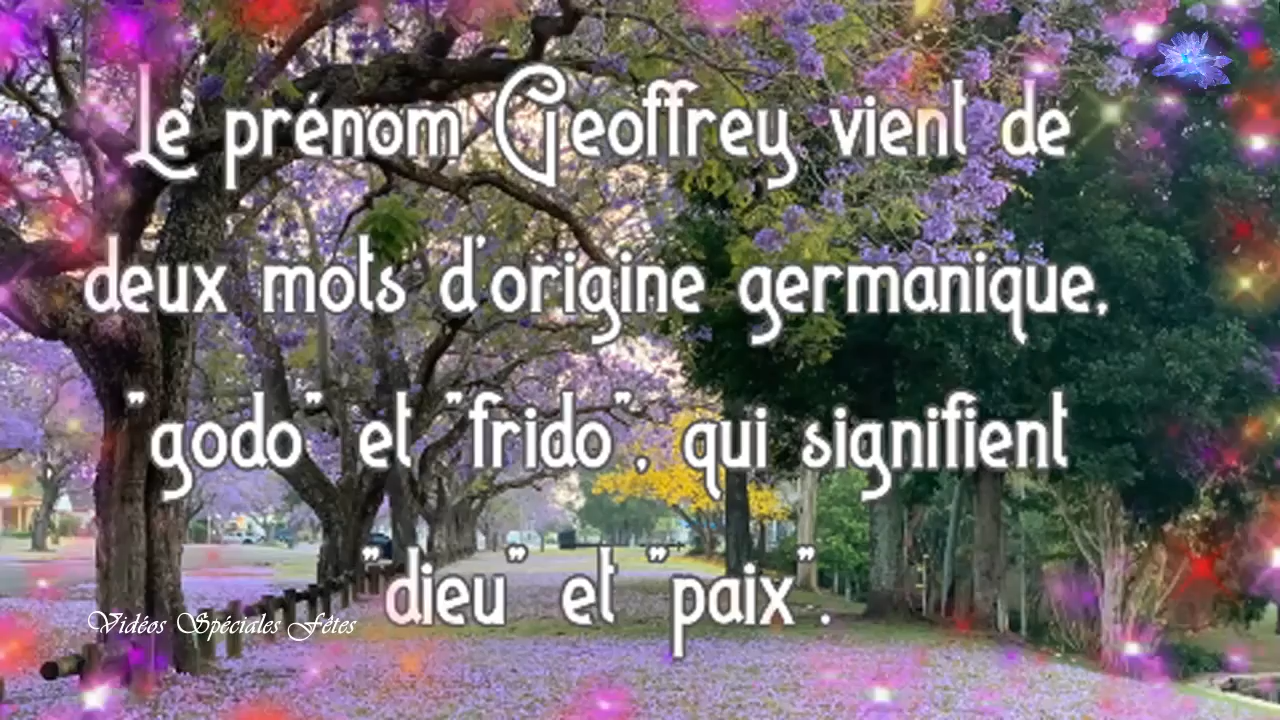 Le prénom Geoffrey vient de
deux mots d'origine germanique,
"godo" et "frido", qui signifient
"dieu" et "paix".
Vidéos Spéciales Fêtes